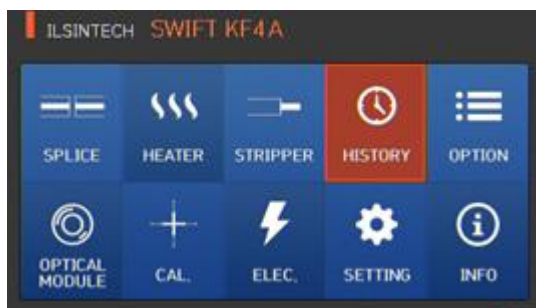 ILSINTECH SWIFT KF4A
SPLICE HEATER STRIPPER HISTORY OPTION
OPTICAL MODULE CAL. ELEC. SETTING INFO